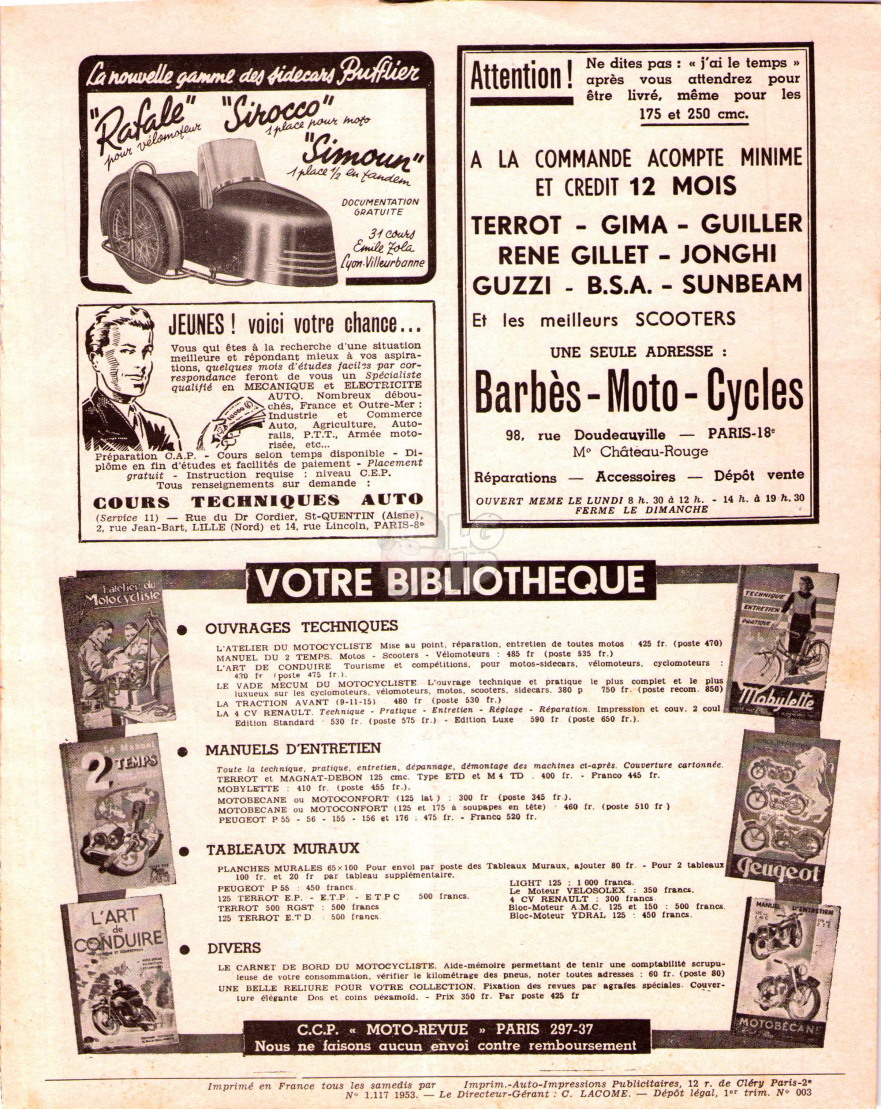 La nouvelle gamme des sidecars Bufflier
"Rafale"
pour vélomoteur
"Sirocco"
1 place pour moto
"Simoun"
1 place 1/2 en tandem
DOCUMENTATION
GRATUITE
31 cours
Emile Zola
Lyon-Villeurbanne
JEUNES ! voici votre chance...
Vous qui êtes à la recherche d'une situation
meilleure et répondant mieux à vos aspira-
tions, quelques mois d'études faciles par cor-
respondance feront de vous un Spécialiste
qualifié en MECANIQUE et ELECTRICITE
AUTO. Nombreux débou-
chés, France et Outre-Mer :
Industrie et Commerce
Auto, Agriculture, Auto-
rails, P.T.T., Armée moto-
risée, etc...
Préparation C.A.P. - Cours selon temps disponible - Di-
plôme en fin d'études et facilités de paiement - Placement
gratuit - Instruction requise : niveau C.E.P.
Tous renseignements sur demande :
COURS TECHNIQUES AUTO
(Service 11) — Rue du Dr Cordier, St-QUENTIN (Aisne),
2, rue Jean-Bart, LILLE (Nord) et 14, rue Lincoln, PARIS-8e
Attention !
Ne dites pas : « j'ai le temps »
après vous attendrez pour
être livré, même pour les
175 et 250 cmc.
A LA COMMANDE ACOMPTE MINIME
ET CREDIT 12 MOIS
TERROT - GIMA - GUILLER
RENE GILLET - JONGHI
GUZZI - B.S.A. - SUNBEAM
Et les meilleurs SCOOTERS
UNE SEULE ADRESSE :
Barbès - Moto - Cycles
98, rue Doudeauville — PARIS-18e
Mo Château-Rouge
Réparations — Accessoires — Dépôt vente
OUVERT MEME LE LUNDI 8 h. 30 à 12 h. - 14 h. à 19 h. 30
FERME LE DIMANCHE
VOTRE BIBLIOTHEQUE
● OUVRAGES TECHNIQUES
L'ATELIER DU MOTOCYCLISTE Mise au point, réparation, entretien de toutes motos : 425 fr. (poste 470)
MANUEL DU 2 TEMPS. Motos - Scooters - Vélomoteurs : 485 fr (poste 535 fr.)
L'ART DE CONDUIRE Tourisme et compétitions, pour motos-sidecars, vélomoteurs, cyclomoteurs :
430 fr (poste 475 fr.).
LE VADE MECUM DU MOTOCYCLISTE. L'ouvrage technique et pratique le plus complet et le plus
luxueux sur les cyclomoteurs, vélomoteurs, motos, scooters, sidecars. 380 p 750 fr. (poste recom. 850)
LA TRACTION AVANT (9-11-15) 480 fr (poste 530 fr.)
LA 4 CV RENAULT. Technique - Pratique - Entretien - Réglage - Réparation. Impression et couv. 2 coul
Edition Standard : 530 fr. (poste 575 fr.) - Edition Luxe 590 fr (poste 650 fr.).
● MANUELS D'ENTRETIEN
Toute la technique, pratique, entretien, dépannage, démontage des machines ci-après. Couverture cartonnée.
TERROT et MAGNAT-DEBON 125 cmc. Type ETD et M 4 TD . 400 fr. - Franco 445 fr.
MOBYLETTE : 410 fr. (poste 455 fr.).
MOTOBECANE ou MOTOCONFORT (125 lat) : 300 fr (poste 345 fr.).
MOTOBECANE ou MOTOCONFORT (125 et 175 à soupapes en tête) : 460 fr. (poste 510 fr)
PEUGEOT P 55 - 56 - 155 - 156 et 176 : 475 fr. - Franco 520 fr.
● TABLEAUX MURAUX
PLANCHES MURALES 65×100 Pour envoi par poste des Tableaux Muraux, ajouter 80 fr. - Pour 2 tableaux
100 fr. et 20 fr par tableau supplémentaire.
PEUGEOT P 55 : 450 francs.
125 TERROT E.P. - E.T.P. - E T P C 500 francs.
TERROT 500 RGST : 500 francs
125 TERROT E.T D . 500 francs.
LIGHT 125 : 1 000 francs.
Le Moteur VELOSOLEX : 350 francs.
4 CV RENAULT : 300 francs.
Bloc-Moteur A.M.C. 125 et 150 : 500 francs.
Bloc-Moteur YDRAL 125 : 450 francs.
● DIVERS
LE CARNET DE BORD DU MOTOCYCLISTE. Aide-mémoire permettant de tenir une comptabilité scrupu-
leuse de votre consommation, vérifier le kilométrage des pneus, noter toutes adresses : 60 fr. (poste 80)
UNE BELLE RELIURE POUR VOTRE COLLECTION. Fixation des revues par agrafes spéciales. Couver-
ture élégante Dos et coins pégamoïd. - Prix 350 fr. Par poste 425 fr
C.C.P. « MOTO-REVUE » PARIS 297-37
Nous ne faisons aucun envoi contre remboursement
L'atelier du
Motocycliste
Le Manuel
2 TEMPS
L'ART
de CONDUIRE
TECHNIQUE
ENTRETIEN
PRATIQUE
Mobylette
Peugeot
MANUEL D'ENTRETIEN
MOTOBÉCANE
Imprimé en France tous les samedis par Imprim.-Auto-Impressions Publicitaires, 12 r. de Cléry Paris-2e
N° 1.117 1953. — Le Directeur-Gérant : C. LACOME. — Dépôt légal, 1er trim. N° 003